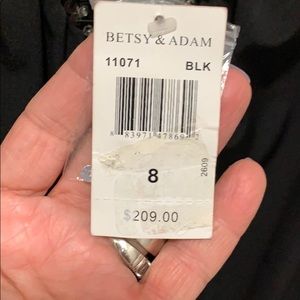 BETSY & ADAM
11071 BLK
8
2609
$209.00